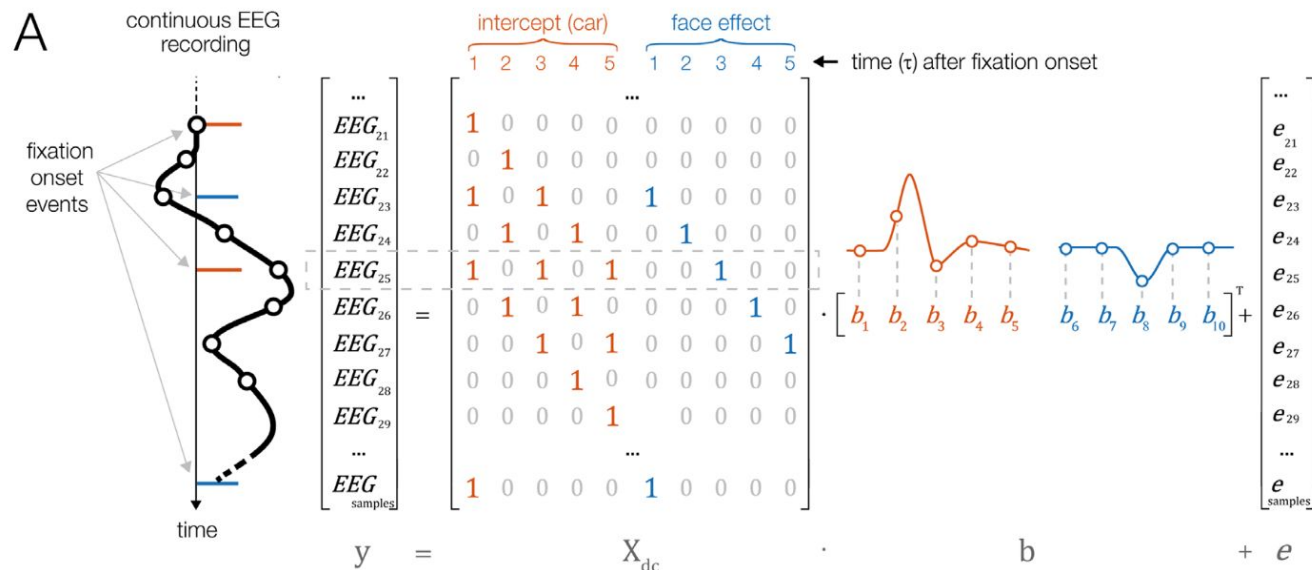 A
continuous EEG
recording
intercept (car) face effect
1 2 3 4 5 1 2 3 4 5 ← time (τ) after fixation onset
fixation
onset
events
... ... ...
EEG21 1 0 0 0 0 0 0 0 0 0 e21
EEG22 0 1 0 0 0 0 0 0 0 0 e22
EEG23 1 0 1 0 0 1 0 0 0 0 e23
EEG24 0 1 0 1 0 0 1 0 0 0 e24
EEG25 1 0 1 0 1 0 0 1 0 0 e25
EEG26 = 0 1 0 1 0 0 0 0 1 0 · [b1 b2 b3 b4 b5 b6 b7 b8 b9 b10]T + e26
EEG27 0 0 1 0 1 0 0 0 0 1 e27
EEG28 0 0 0 1 0 0 0 0 0 0 e28
EEG29 0 0 0 0 1 0 0 0 0 e29
... ... ...
EEG samples 1 0 0 0 0 1 0 0 0 0 e samples
time
y = Xdc · b + e